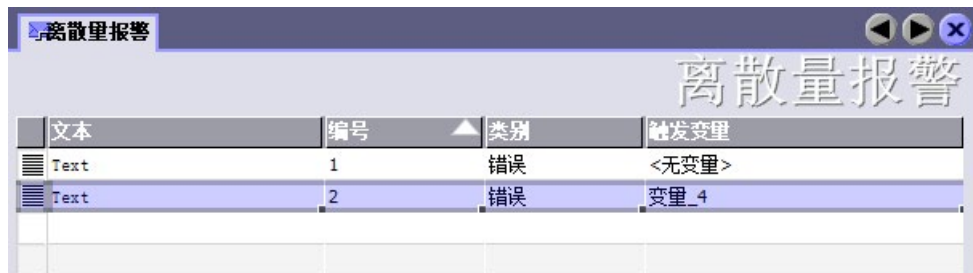 离散量报警
离散量报警
文本 编号 类别 触发变量
Text 1 错误 <无变量>
Text 2 错误 变量_4